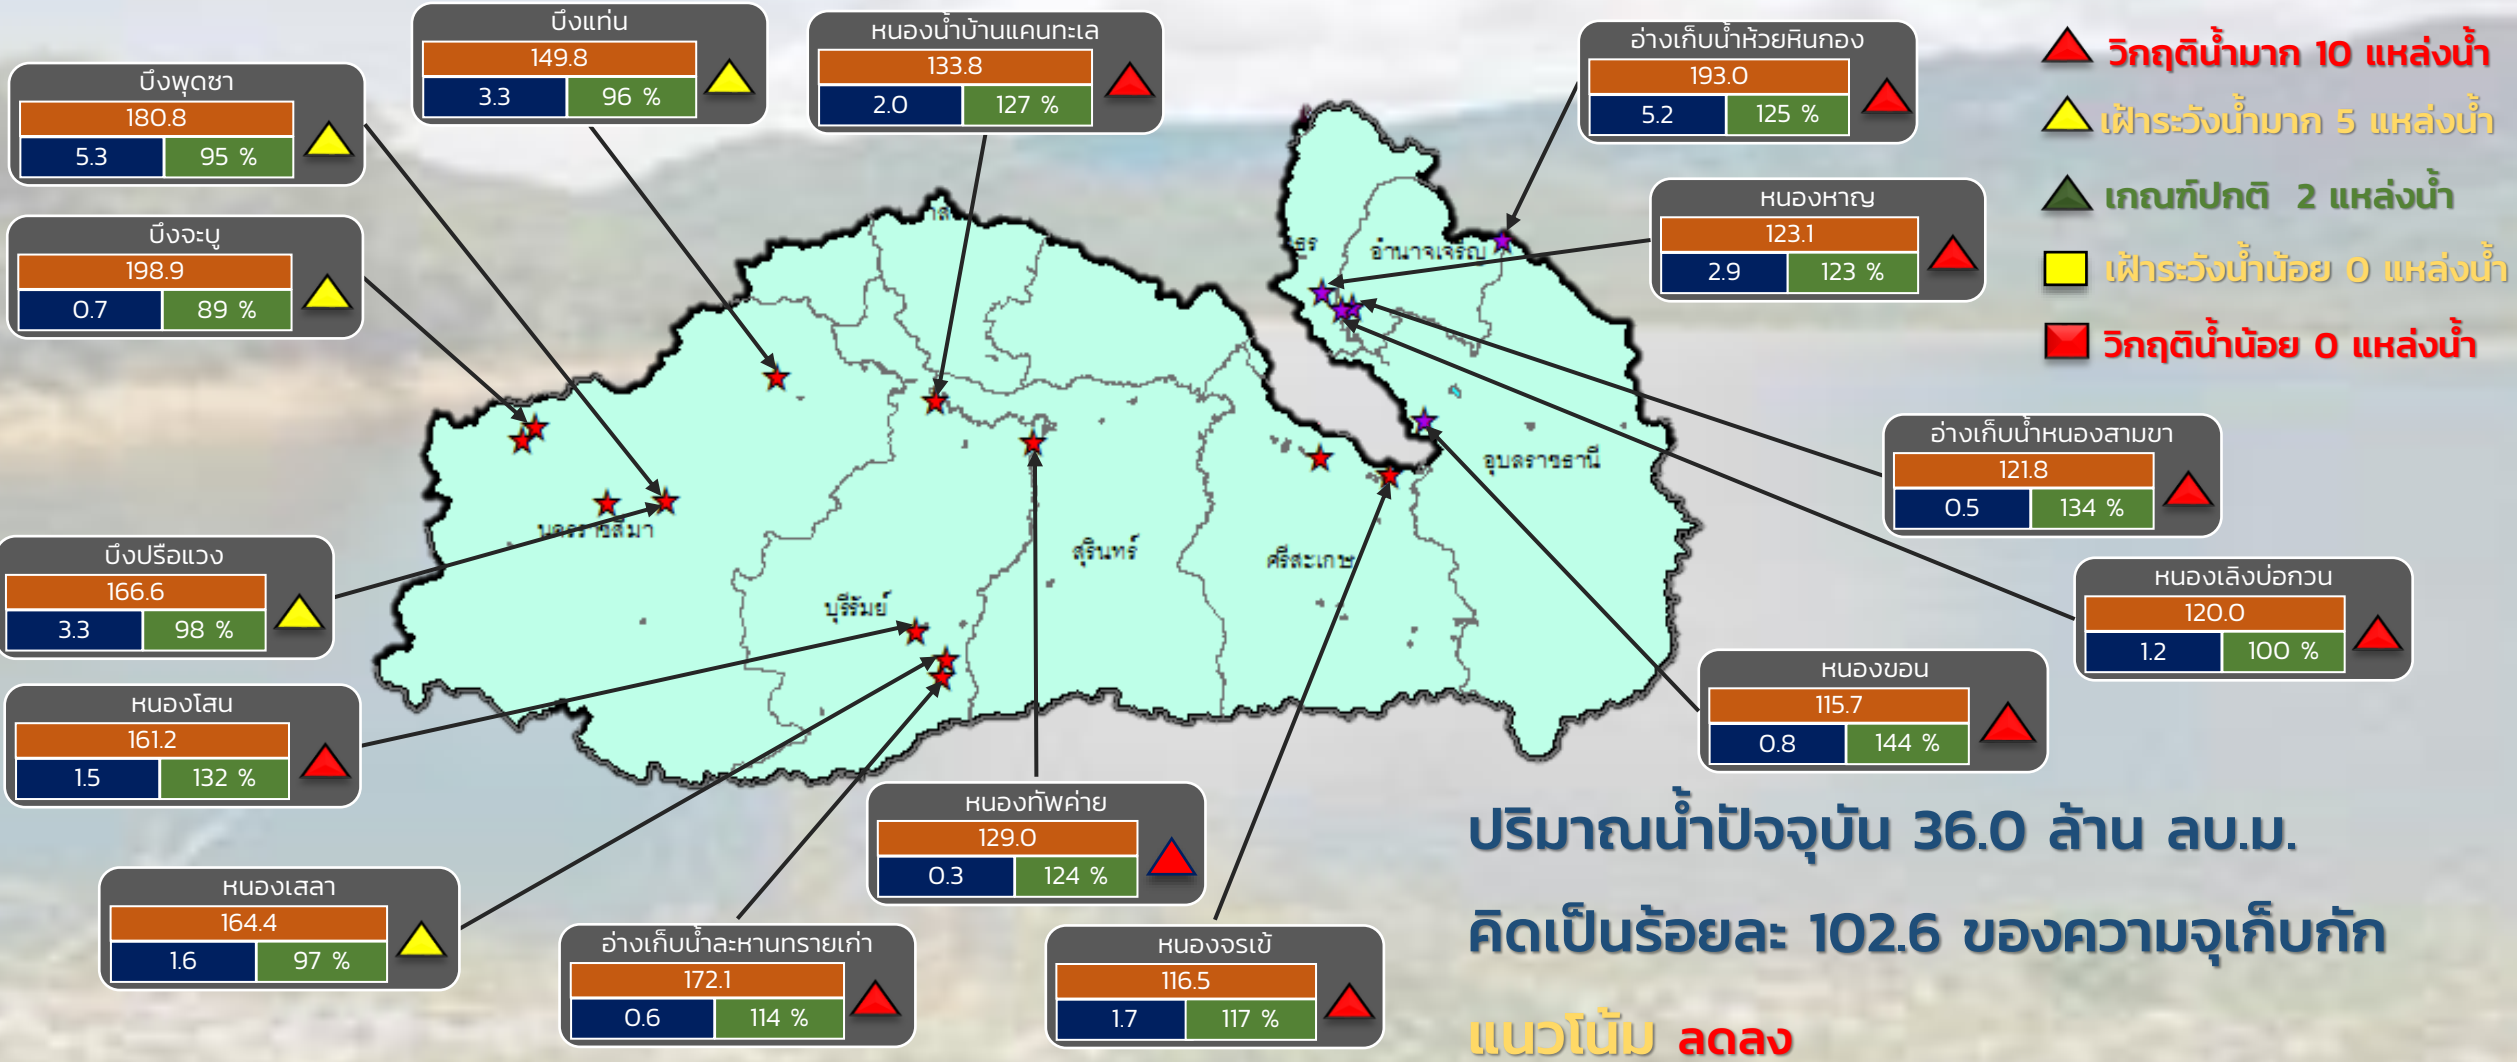 บึงแท่น
149.8
3.3 96 %
หนองน้ำบ้านแคนทะเล
133.8
2.0 127 %
อ่างเก็บน้ำห้วยหินกอง
193.0
5.2 125 %
วิกฤติน้ำมาก 10 แหล่งน้ำ
เฝ้าระวังน้ำมาก 5 แหล่งน้ำ
เกณฑ์ปกติ 2 แหล่งน้ำ
เฝ้าระวังน้ำน้อย 0 แหล่งน้ำ
วิกฤติน้ำน้อย 0 แหล่งน้ำ
บึงพุดซา
180.8
5.3 95 %
บึงจะบู
198.9
0.7 89 %
หนองหาญ
123.1
2.9 123 %
อำนาจเจริญ
อุบลราชธานี
นครราชสีมา
สุรินทร์
ศรีสะเกษ
บุรีรัมย์
อ่างเก็บน้ำหนองสามขา
121.8
0.5 134 %
บึงปรือแวง
166.6
3.3 98 %
หนองเลิงบ่อกวน
120.0
1.2 100 %
หนองขอน
115.7
0.8 144 %
หนองโสน
161.2
1.5 132 %
หนองทัพค่าย
129.0
0.3 124 %
หนองเสลา
164.4
1.6 97 %
อ่างเก็บน้ำละหานทรายเก่า
172.1
0.6 114 %
หนองจรเข้
116.5
1.7 117 %
ปริมาณน้ำปัจจุบัน 36.0 ล้าน ลบ.ม.
คิดเป็นร้อยละ 102.6 ของความจุเก็บกัก
แนวโน้ม ลดลง